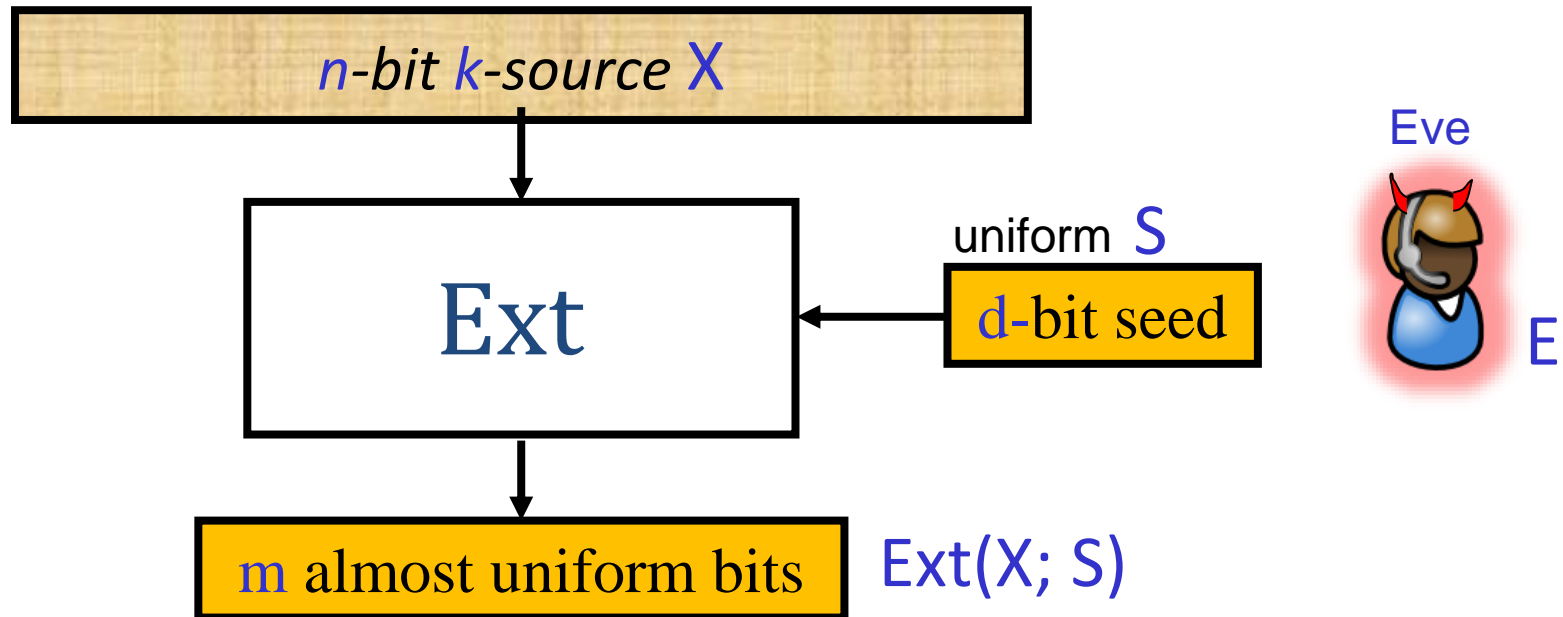 n-bit k-source X
Eve
uniform S
Ext
d-bit seed
E
m almost uniform bits
Ext(X; S)